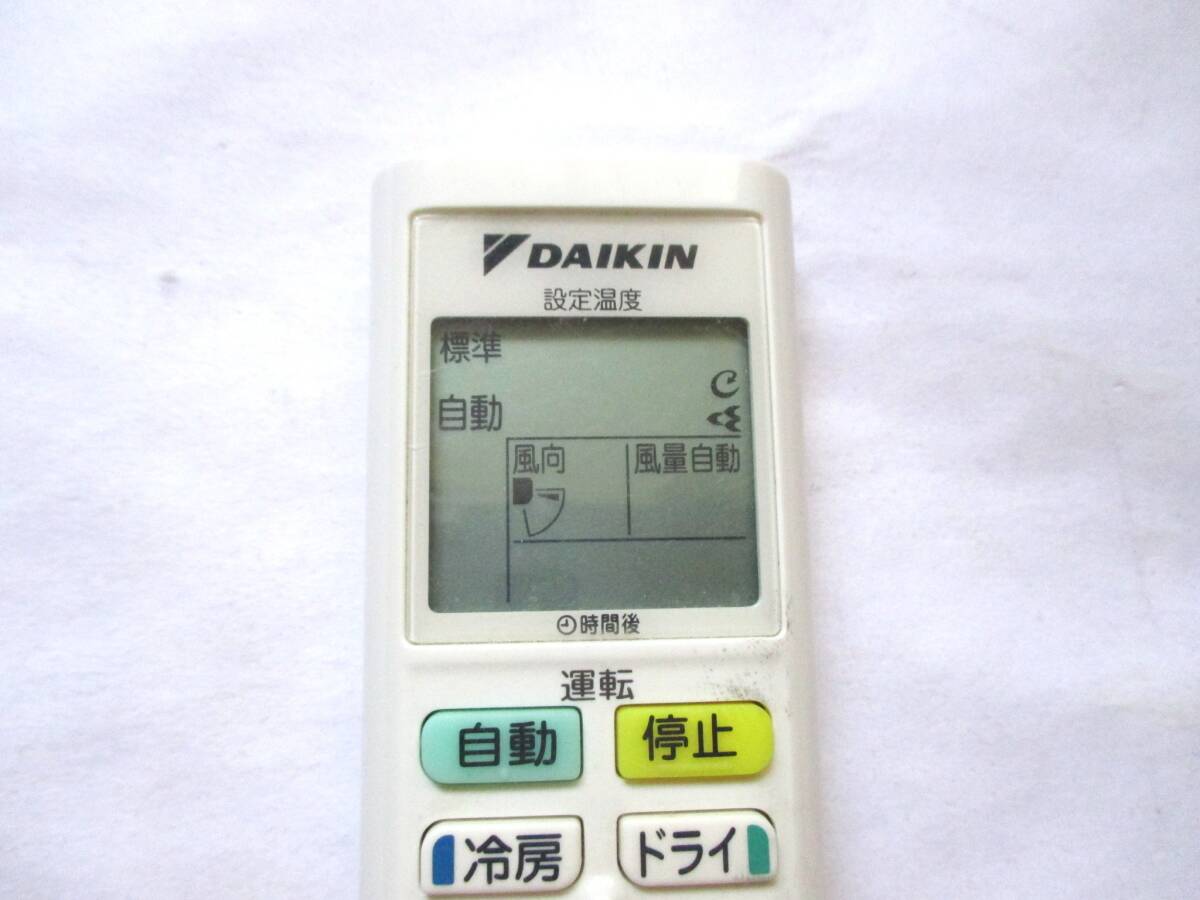 DAIKIN
設定温度
標準
自動
風向
風量自動
時間後
運転
自動
停止
冷房
ドライ